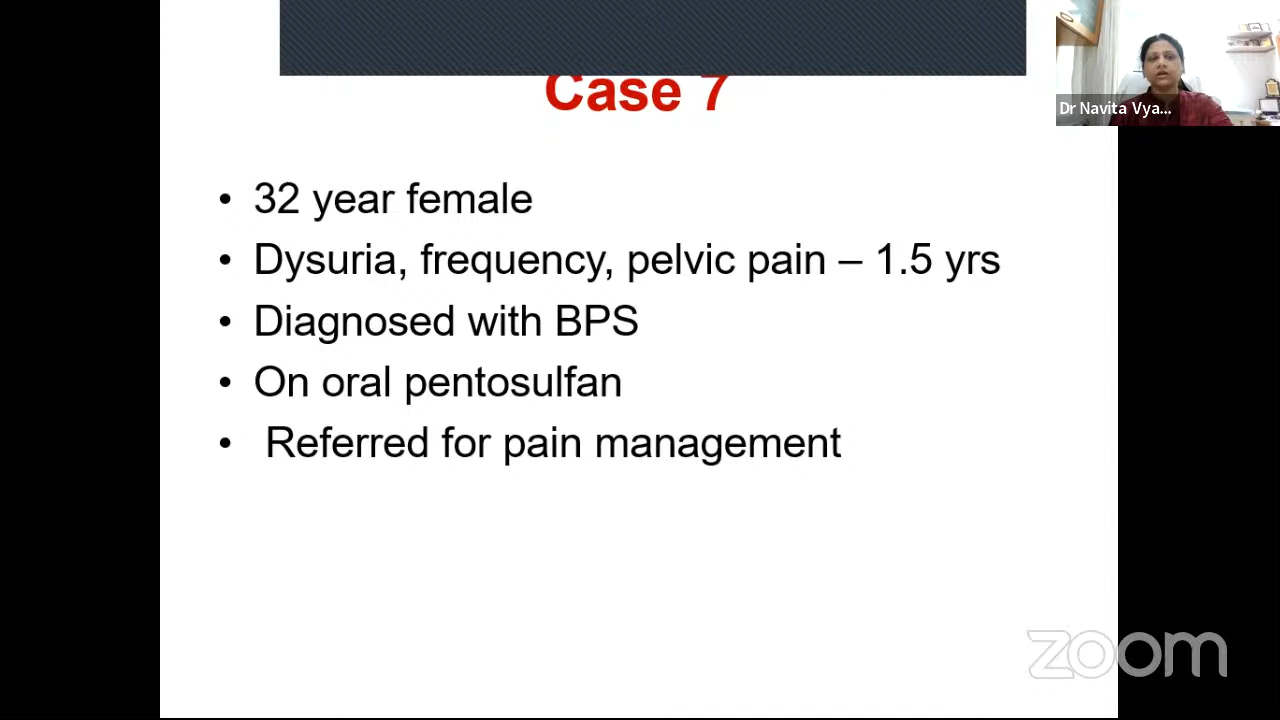 Case 7
Dr Navita Vya...
• 32 year female
• Dysuria, frequency, pelvic pain – 1.5 yrs
• Diagnosed with BPS
• On oral pentosulfan
• Referred for pain management
zoom